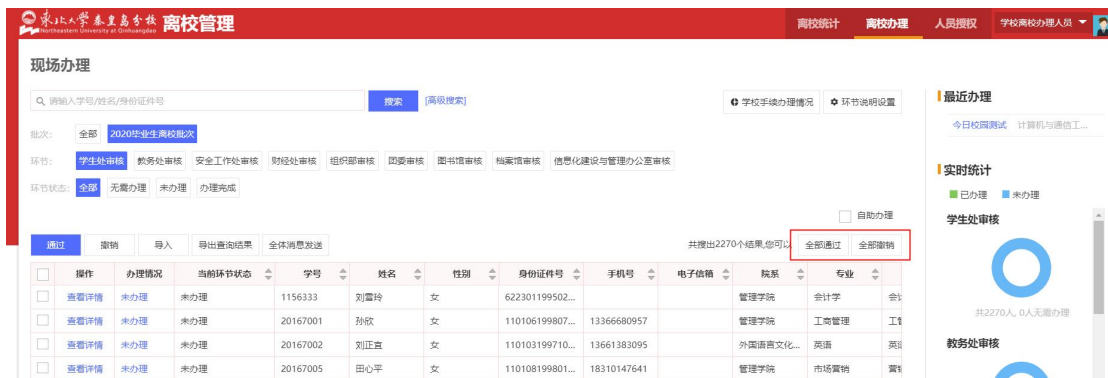 东北大学秦皇岛分校 离校管理 离校统计 离校办理 人员授权 学校离校办理人员
Northeastern University at Qinhuangdao
现场办理
请输入学号/姓名/身份证件号 搜索 [高级搜索] 学校手续办理情况 环节说明设置
最近办理
今日校园测试 计算机与通信工...
批次: 全部 2020毕业生离校批次
环节: 学生处审核 教务处审核 安全工作处审核 财经处审核 组织部审核 团委审核 图书馆审核 档案馆审核 信息化建设与管理办公室审核
环节状态: 全部 无需办理 未办理 办理完成
实时统计
已办理 未办理
自助办理
学生处审核
通过 撤销 导入 导出查询结果 全体消息发送 共搜出2270个结果,您可以 全部通过 全部撤销
操作 办理情况 当前环节状态 学号 姓名 性别 身份证件号 手机号 电子信箱 院系 专业
查看详情 未办理 未办理 1156333 刘雪玲 女 622301199502... 管理学院 会计学 会计
查看详情 未办理 未办理 20167001 孙欣 女 110106199807... 13366680957 管理学院 工商管理
查看详情 未办理 未办理 20167002 刘正宜 女 110103199710... 13661383095 外国语言文化... 英语
查看详情 未办理 未办理 20167005 田心平 女 110108199801... 18310147641 管理学院 市场营销
共2270人, 0人无需办理
教务处审核